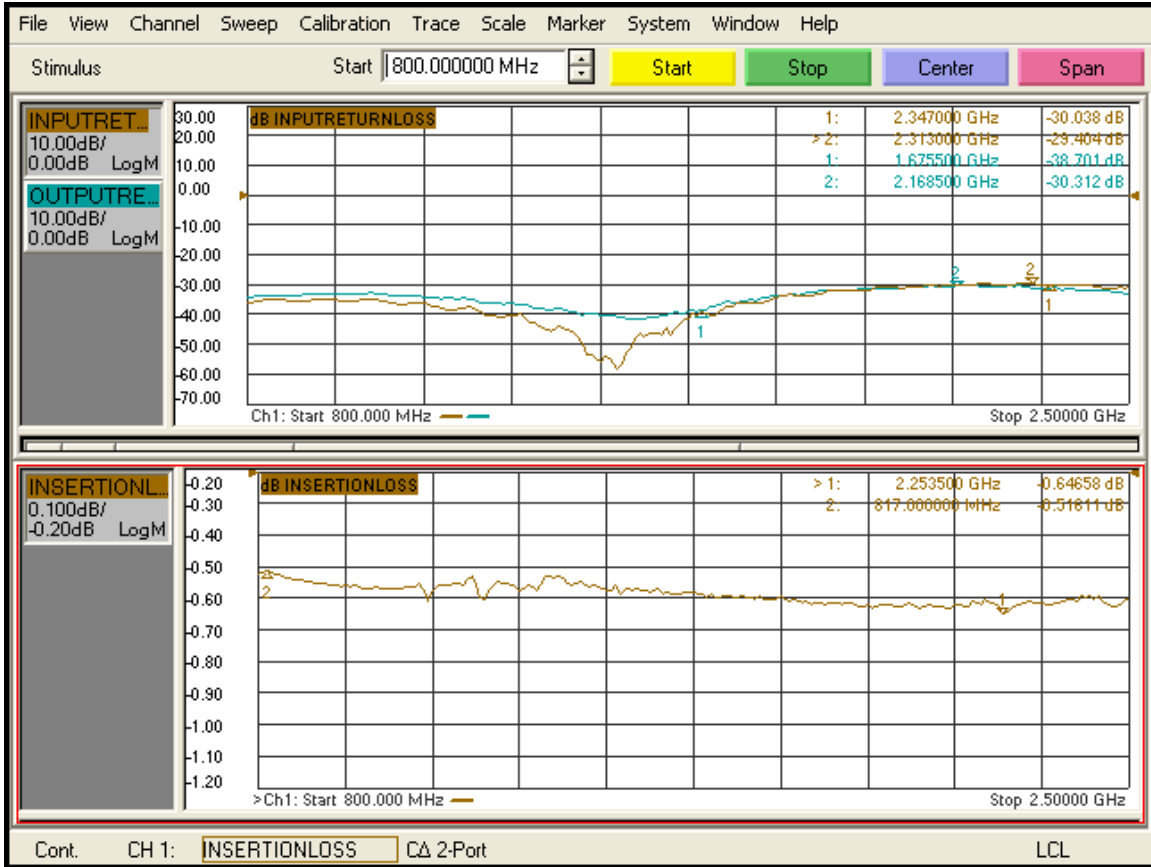 File View Channel Sweep Calibration Trace Scale Marker System Window Help
Stimulus Start 800.000000 MHz Start Stop Center Span
INPUTRET...
10.00dB/
0.00dB LogM
OUTPUTRE...
10.00dB/
0.00dB LogM
30.00
20.00
10.00
0.00
-10.00
-20.00
-30.00
-40.00
-50.00
-60.00
-70.00
dB INPUTRETURNLOSS
1: 2.347000 GHz -30.038 dB
> 2: 2.313000 GHz -29.404 dB
1: 1.675500 GHz -38.701 dB
2: 2.168500 GHz -30.312 dB
2
2
1
1
Ch1: Start 800.000 MHz
Stop 2.50000 GHz
INSERTIONL...
0.100dB/
-0.20dB LogM
-0.20
-0.30
-0.40
-0.50
-0.60
-0.70
-0.80
-0.90
-1.00
-1.10
-1.20
dB INSERTIONLOSS
> 1: 2.253500 GHz -0.64658 dB
2: 817.000000 MHz -0.51811 dB
2
1
>Ch1: Start 800.000 MHz
Stop 2.50000 GHz
Cont. CH 1: INSERTIONLOSS CΔ 2-Port LCL